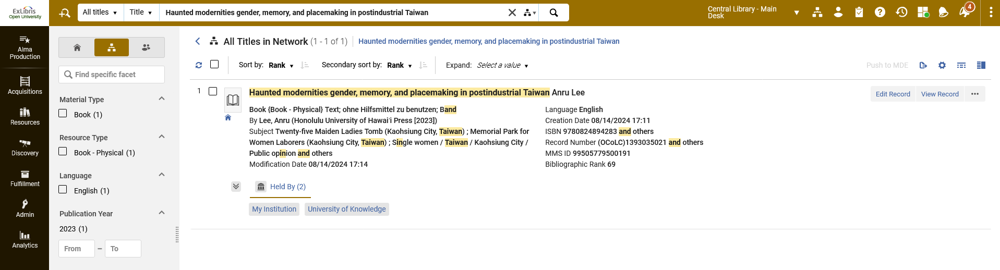 ExLibris
Open University
All titles
Title
Haunted modernities gender, memory, and placemaking in postindustrial Taiwan
Central Library - Main Desk
4
Alma Production
Acquisitions
Resources
Discovery
Fulfillment
Admin
Analytics
Find specific facet
Material Type
Book (1)
Resource Type
Book - Physical (1)
Language
English (1)
Publication Year
2023 (1)
From – To
All Titles in Network (1 - 1 of 1) Haunted modernities gender, memory, and placemaking in postindustrial Taiwan
Sort by: Rank Secondary sort by: Rank Expand: Select a value Push to MDE
1 Haunted modernities gender, memory, and placemaking in postindustrial Taiwan Anru Lee
Edit Record View Record
Book {Book - Physical} Text; ohne Hilfsmittel zu benutzen; Band
By Lee, Anru (Honolulu University of Hawaiʻi Press [2023])
Subject Twenty-five Maiden Ladies Tomb (Kaohsiung City, Taiwan) ; Memorial Park for
Women Laborers (Kaohsiung City, Taiwan) ; Single women / Taiwan / Kaohsiung City /
Public opinion and others
Modification Date 08/14/2024 17:14
Language English
Creation Date 08/14/2024 17:11
ISBN 9780824894283 and others
Record Number (OCoLC)1393035021 and others
MMS ID 99505779500191
Bibliographic Rank 69
Held By (2)
My Institution University of Knowledge